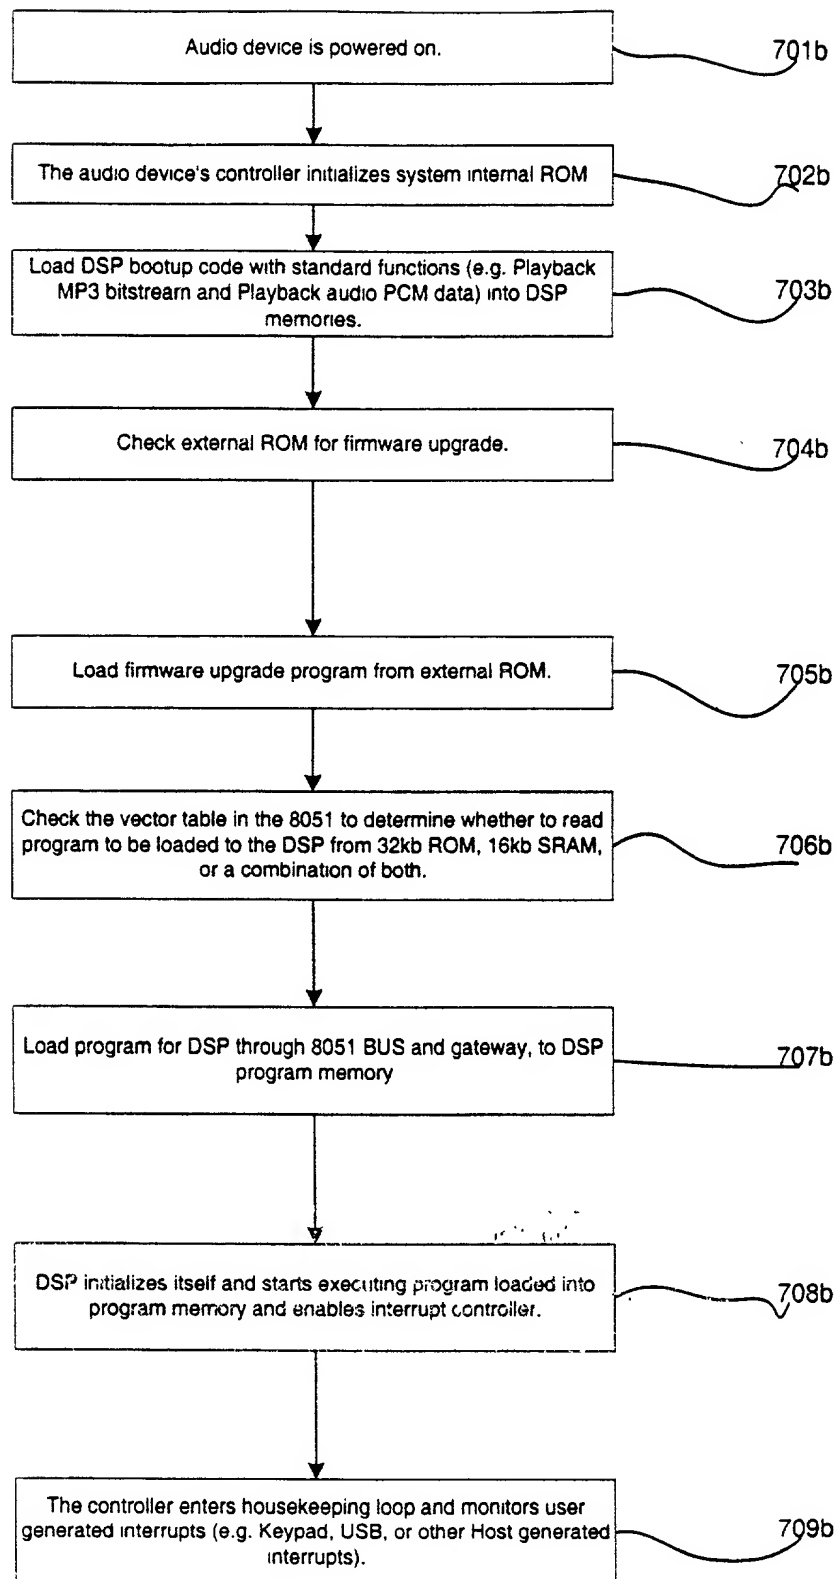 Audio device is powered on.
701b
The audio device's controller initializes system internal ROM
702b
Load DSP bootup code with standard functions (e.g. Playback
MP3 bitstream and Playback audio PCM data) into DSP
memories.
703b
Check external ROM for firmware upgrade.
704b
Load firmware upgrade program from external ROM.
705b
Check the vector table in the 8051 to determine whether to read
program to be loaded to the DSP from 32kb ROM, 16kb SRAM,
or a combination of both.
706b
Load program for DSP through 8051 BUS and gateway, to DSP
program memory
707b
DSP initializes itself and starts executing program loaded into
program memory and enables interrupt controller.
708b
The controller enters housekeeping loop and monitors user
generated interrupts (e.g. Keypad, USB, or other Host generated
interrupts).
709b